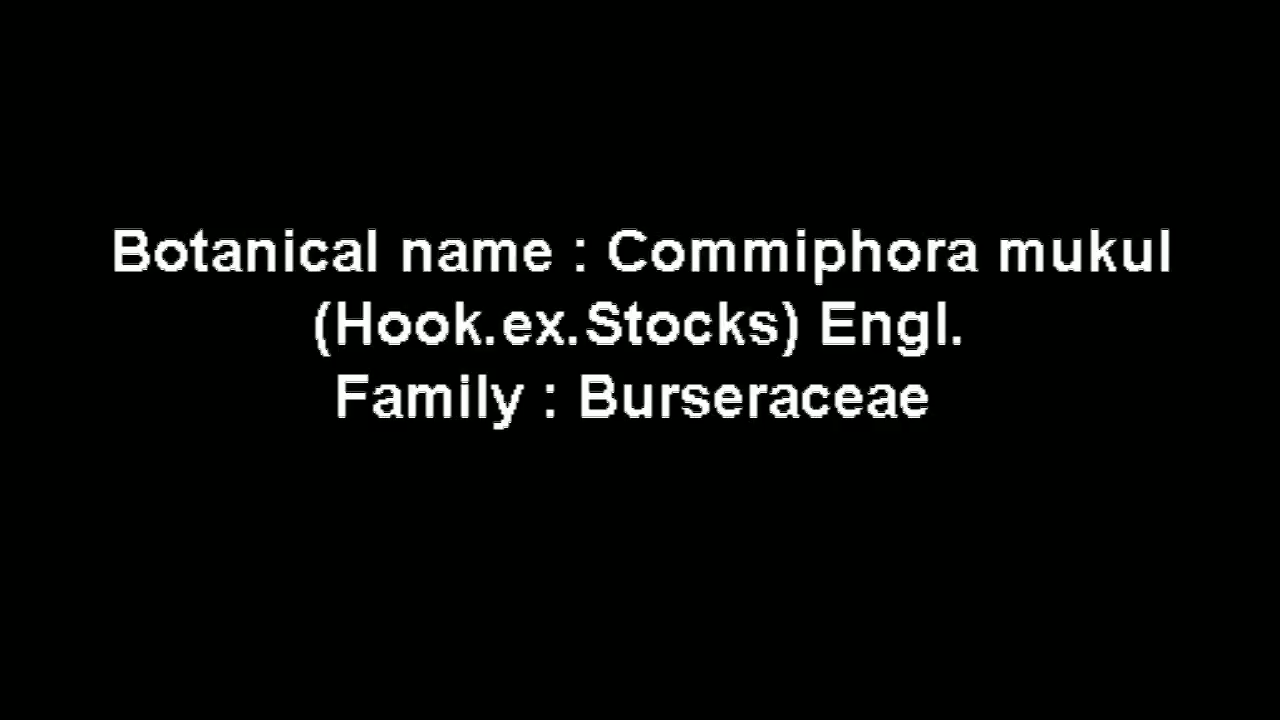 Botanical name : Commiphora mukul
(Hook.ex.Stocks) Engl.
Family : Burseraceae